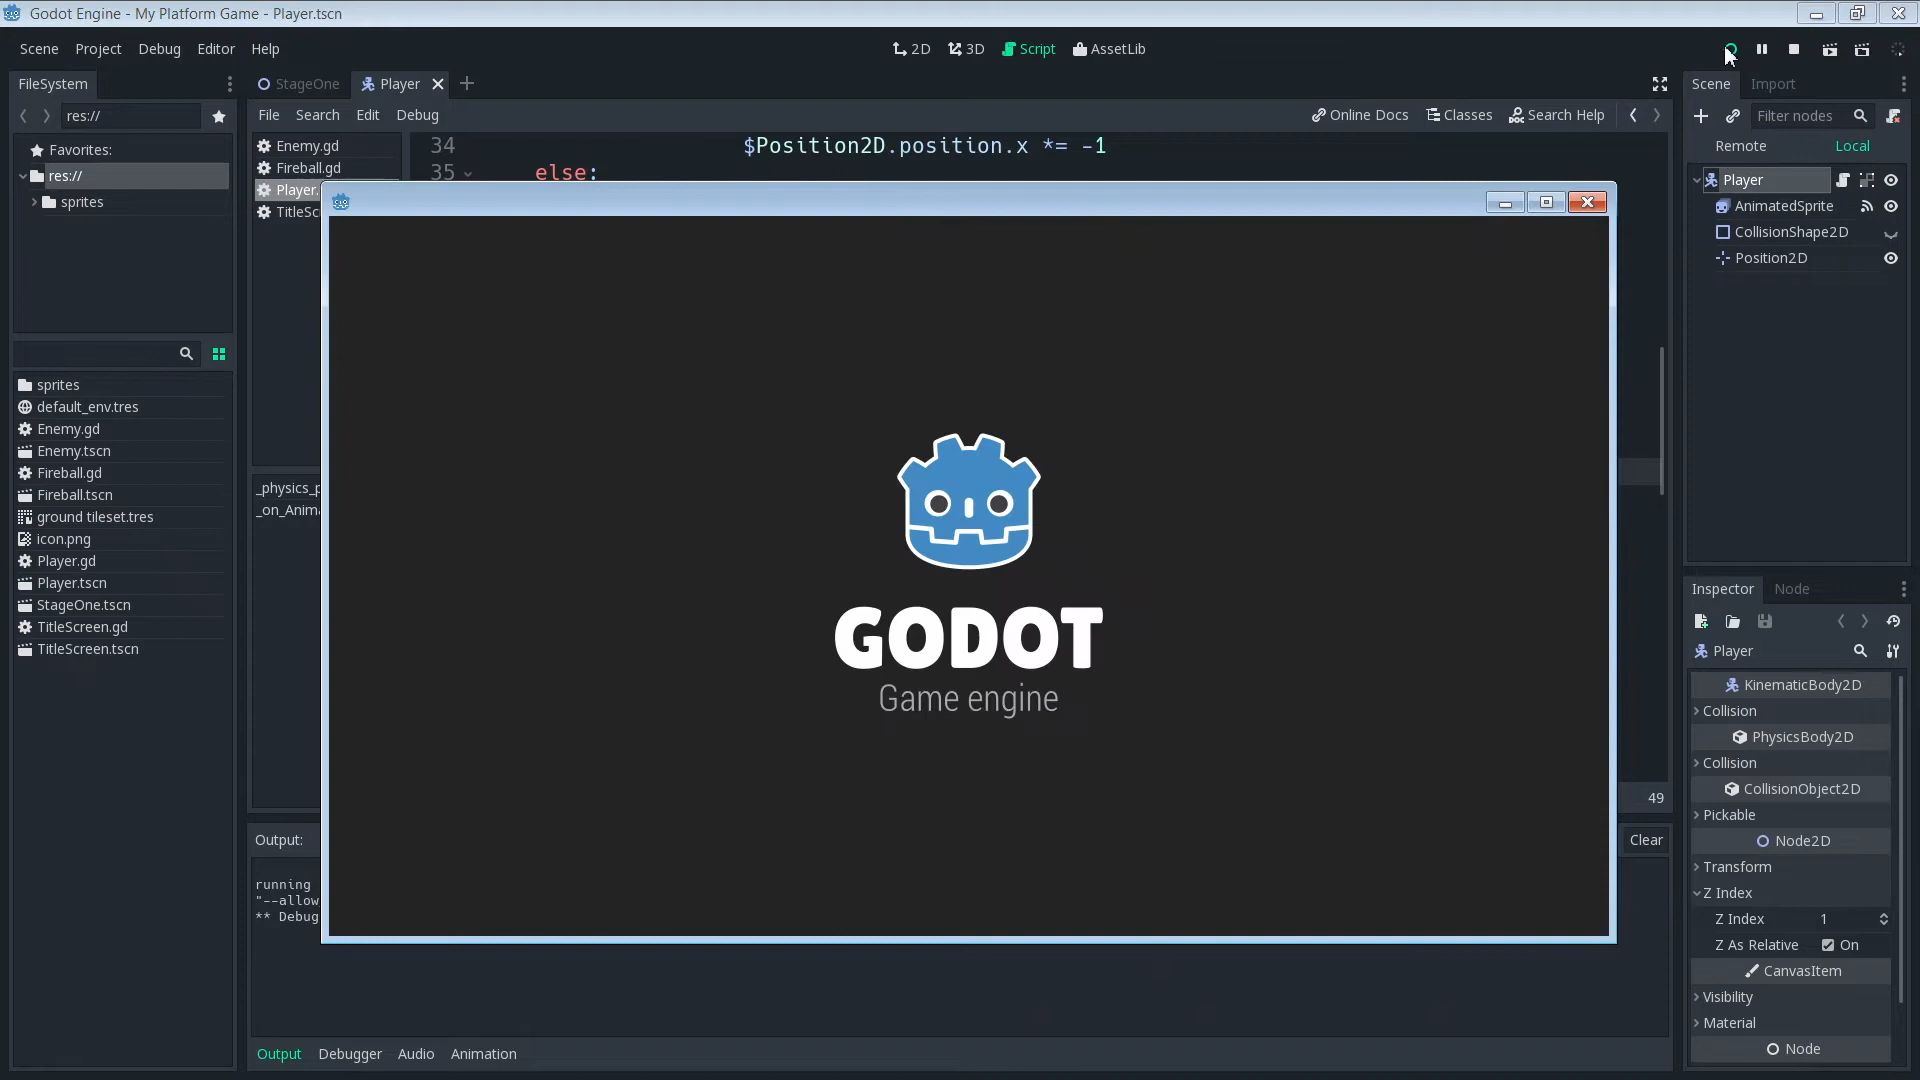 Godot Engine - My Platform Game - Player.tscn
Scene Project Debug Editor Help
2D 3D Script AssetLib
FileSystem
StageOne Player
Scene Import
res://
File Search Edit Debug
Online Docs Classes Search Help
Filter nodes
Favorites:
res://
sprites
Enemy.gd
Fireball.gd
Player.
TitleSc
34 $Position2D.position.x *= -1
35 else:
Remote Local
Player
AnimatedSprite
CollisionShape2D
Position2D
sprites
default_env.tres
Enemy.gd
Enemy.tscn
Fireball.gd
Fireball.tscn
ground tileset.tres
icon.png
Player.gd
Player.tscn
StageOne.tscn
TitleScreen.gd
TitleScreen.tscn
_physics_p
_on_Anima
GODOT
Game engine
49
Output:
Clear
running
"--allow
** Debug
Output Debugger Audio Animation
Inspector Node
Player
KinematicBody2D
Collision
PhysicsBody2D
Collision
CollisionObject2D
Pickable
Node2D
Transform
Z Index
Z Index 1
Z As Relative On
CanvasItem
Visibility
Material
Node